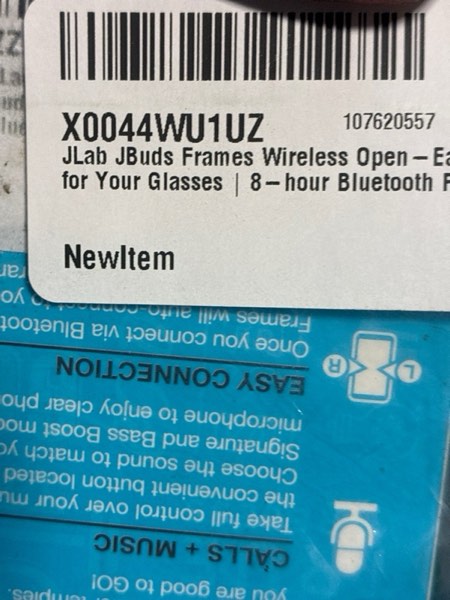 X0044WU1UZ 107620557
JLab JBuds Frames Wireless Open-Ea
for Your Glasses | 8-hour Bluetooth
NewItem
you are good to GO!
CALLS + MUSIC
Take full control over your mu
the convenient button located
Choose the sound to match yo
Signature and Bass Boost mod
microphone to enjoy clear pho
EASY CONNECTION
Once you connect via Bluetoot
Frames will auto-connect to yo
L R